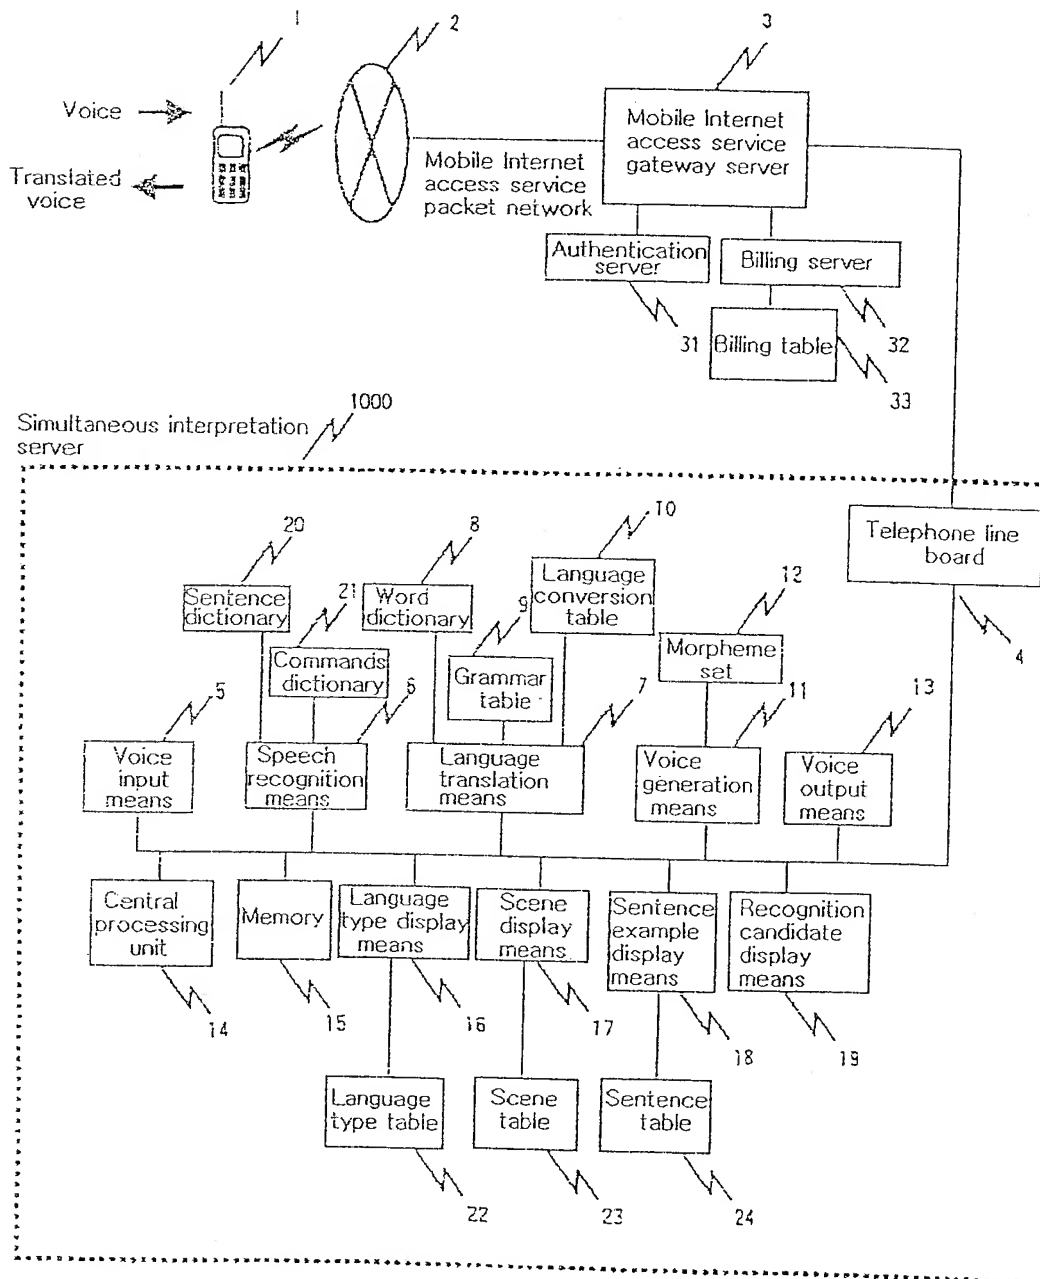 1
2
3
Voice
Translated
voice
Mobile Internet
access service
packet network
Mobile Internet
access service
gateway server
Authentication
server
Billing server
31
Billing table
32
33
1000
Simultaneous interpretation
server
Telephone line
board
4
20
Sentence
dictionary
21
Commands
dictionary
8
Word
dictionary
9
Grammar
table
10
Language
conversion
table
12
Morpheme
set
5
Voice
input
means
6
Speech
recognition
means
7
Language
translation
means
11
Voice
generation
means
13
Voice
output
means
Central
processing
unit
14
Memory
15
Language
type display
means
16
Scene
display
means
17
Sentence
example
display
means
18
Recognition
candidate
display
means
19
Language
type table
22
Scene
table
23
Sentence
table
24